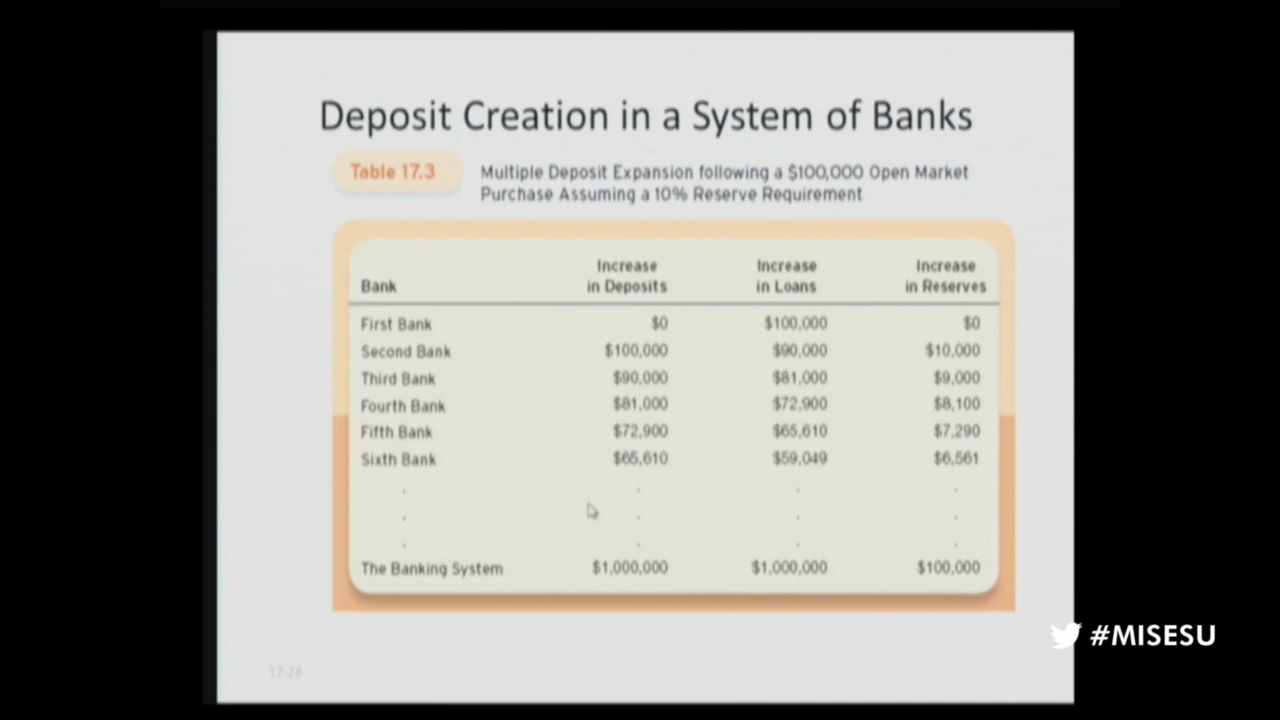 Deposit Creation in a System of Banks
Table 17.3
Multiple Deposit Expansion following a $100,000 Open Market
Purchase Assuming a 10% Reserve Requirement
Bank Increase in Deposits Increase in Loans Increase in Reserves
First Bank $0 $100,000 $0
Second Bank $100,000 $90,000 $10,000
Third Bank $90,000 $81,000 $9,000
Fourth Bank $81,000 $72,900 $8,100
Fifth Bank $72,900 $65,610 $7,290
Sixth Bank $65,610 $59,049 $6,561
. . . .
. . . .
. . . .
The Banking System $1,000,000 $1,000,000 $100,000
#MISESU
17-28